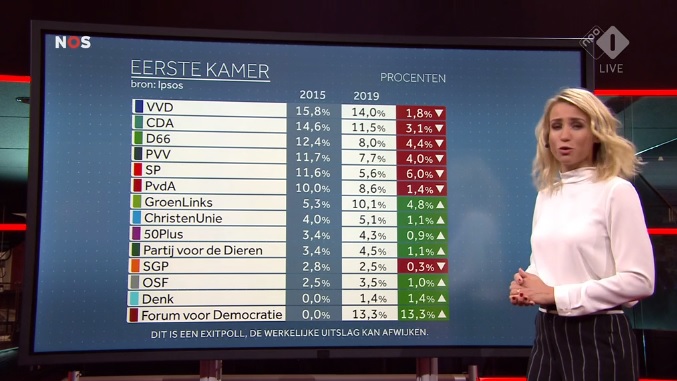 NOS
npo 1
LIVE
EERSTE KAMER
bron: Ipsos
PROCENTEN
2015 2019
VVD 15,8% 14,0% 1,8% ▼
CDA 14,6% 11,5% 3,1% ▼
D66 12,4% 8,0% 4,4% ▼
PVV 11,7% 7,7% 4,0% ▼
SP 11,6% 5,6% 6,0% ▼
PvdA 10,0% 8,6% 1,4% ▼
GroenLinks 5,3% 10,1% 4,8% ▲
ChristenUnie 4,0% 5,1% 1,1% ▲
50Plus 3,4% 4,3% 0,9% ▲
Partij voor de Dieren 3,4% 4,5% 1,1% ▲
SGP 2,8% 2,5% 0,3% ▼
OSF 2,5% 3,5% 1,0% ▲
Denk 0,0% 1,4% 1,4% ▲
Forum voor Democratie 0,0% 13,3% 13,3% ▲
DIT IS EEN EXITPOLL, DE WERKELIJKE UITSLAG KAN AFWIJKEN.